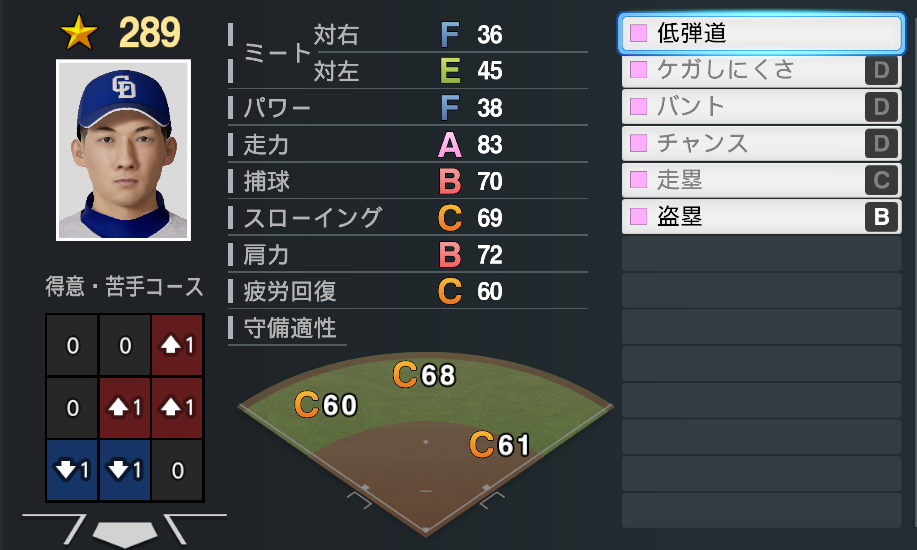 289
CD
ミート 対右 F 36
対左 E 45
パワー F 38
走力 A 83
捕球 B 70
スローイング C 69
肩力 B 72
疲労回復 C 60
守備適性
C68
C60
C61
得意・苦手コース
0 0 ↑1
0 ↑1 ↑1
↓1 ↓1 0
低弾道
ケガしにくさ D
バント D
チャンス D
走塁 C
盗塁 B